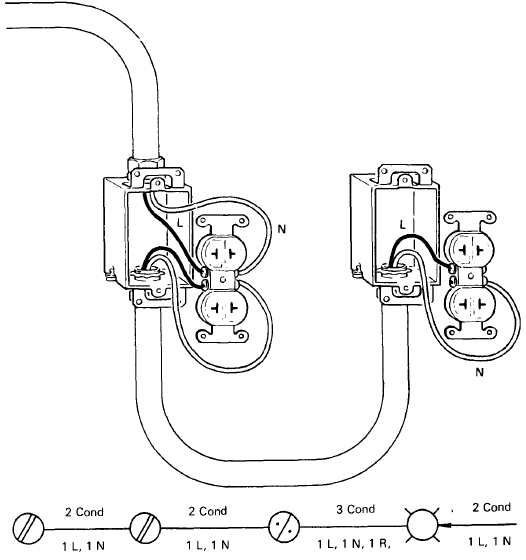 L
N
L
N
2 Cond
2 Cond
3 Cond
2 Cond
1 L, 1 N
1 L, 1 N
1 L, 1 N, 1 R,
1 L, 1 N